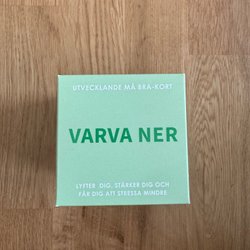 UTVECKLANDE MÅ BRA-KORT
VARVA NER
LYFTER DIG, STÄRKER DIG OCH
FÅR DIG ATT STRESSA MINDRE